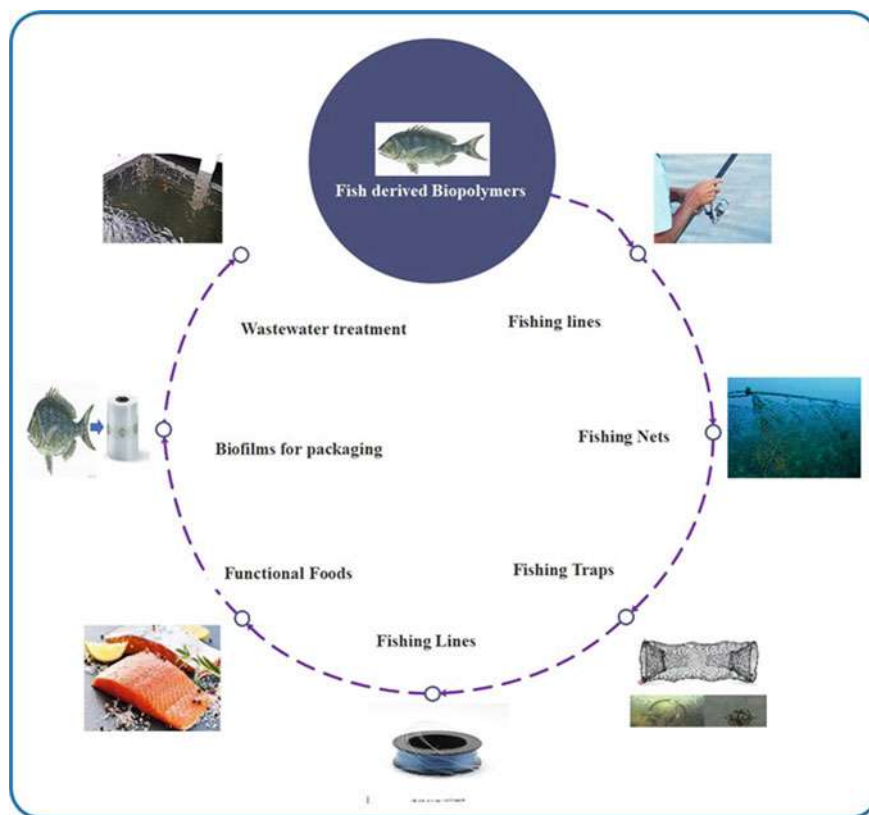 Fish derived Biopolymers
Fishing lines
Fishing Nets
Fishing Traps
Fishing Lines
Functional Foods
Biofilms for packaging
Wastewater treatment